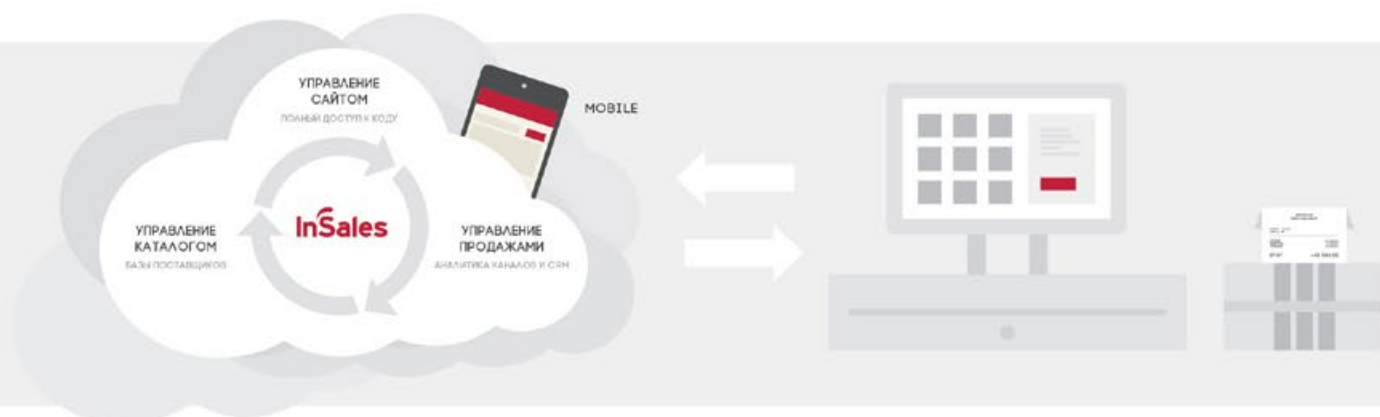 УПРАВЛЕНИЕ
САЙТОМ
ПОЛНЫЙ ДОСТУП К КОДУ
MOBILE
InSales
УПРАВЛЕНИЕ
КАТАЛОГОМ
БАЗЫ ПОСТАВЩИКОВ
УПРАВЛЕНИЕ
ПРОДАЖАМИ
АНАЛИТИКА КАНАЛОВ И CRM